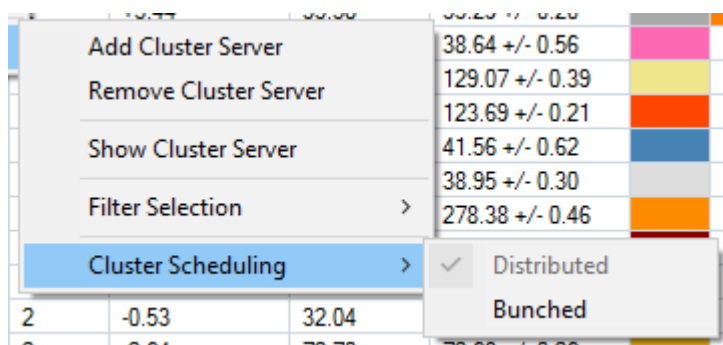 Add Cluster Server
38.64 +/- 0.56
Remove Cluster Server
129.07 +/- 0.39
123.69 +/- 0.21
Show Cluster Server
41.56 +/- 0.62
38.95 +/- 0.30
Filter Selection
278.38 +/- 0.46
Cluster Scheduling
Distributed
Bunched
2 -0.53 32.04